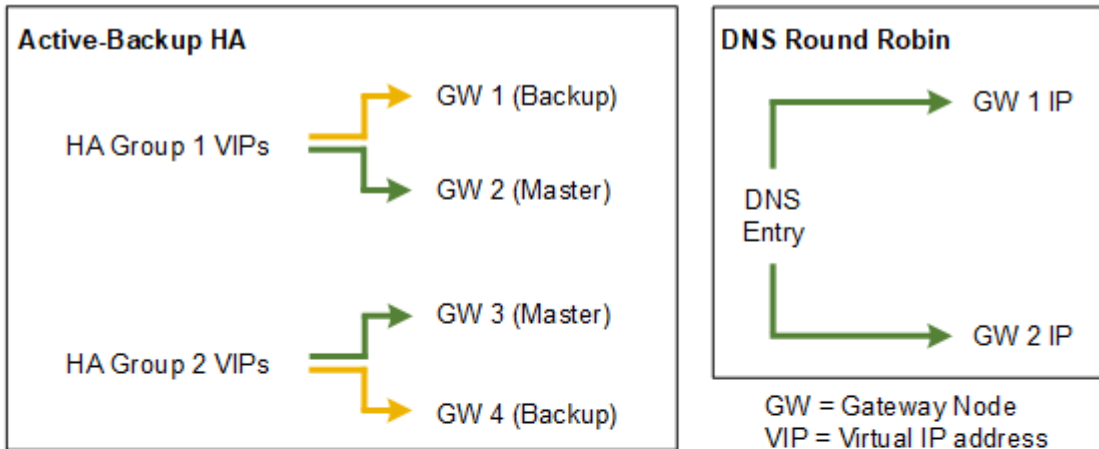 Active-Backup HA
GW 1 (Backup)
HA Group 1 VIPs
GW 2 (Master)
GW 3 (Master)
HA Group 2 VIPs
GW 4 (Backup)
DNS Round Robin
GW 1 IP
DNS
Entry
GW 2 IP
GW = Gateway Node
VIP = Virtual IP address